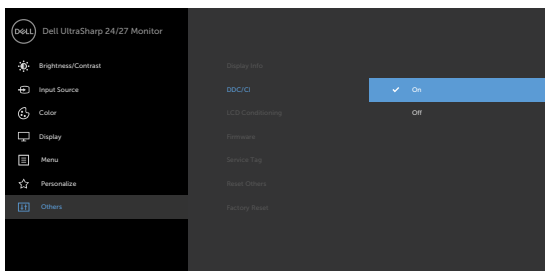 DELL Dell UltraSharp 24/27 Monitor
Brightness/Contrast
Input Source
Color
Display
Menu
Personalize
Others
Display Info
DDC/CI
LCD Conditioning
Firmware
Service Tag
Reset Others
Factory Reset
On
Off